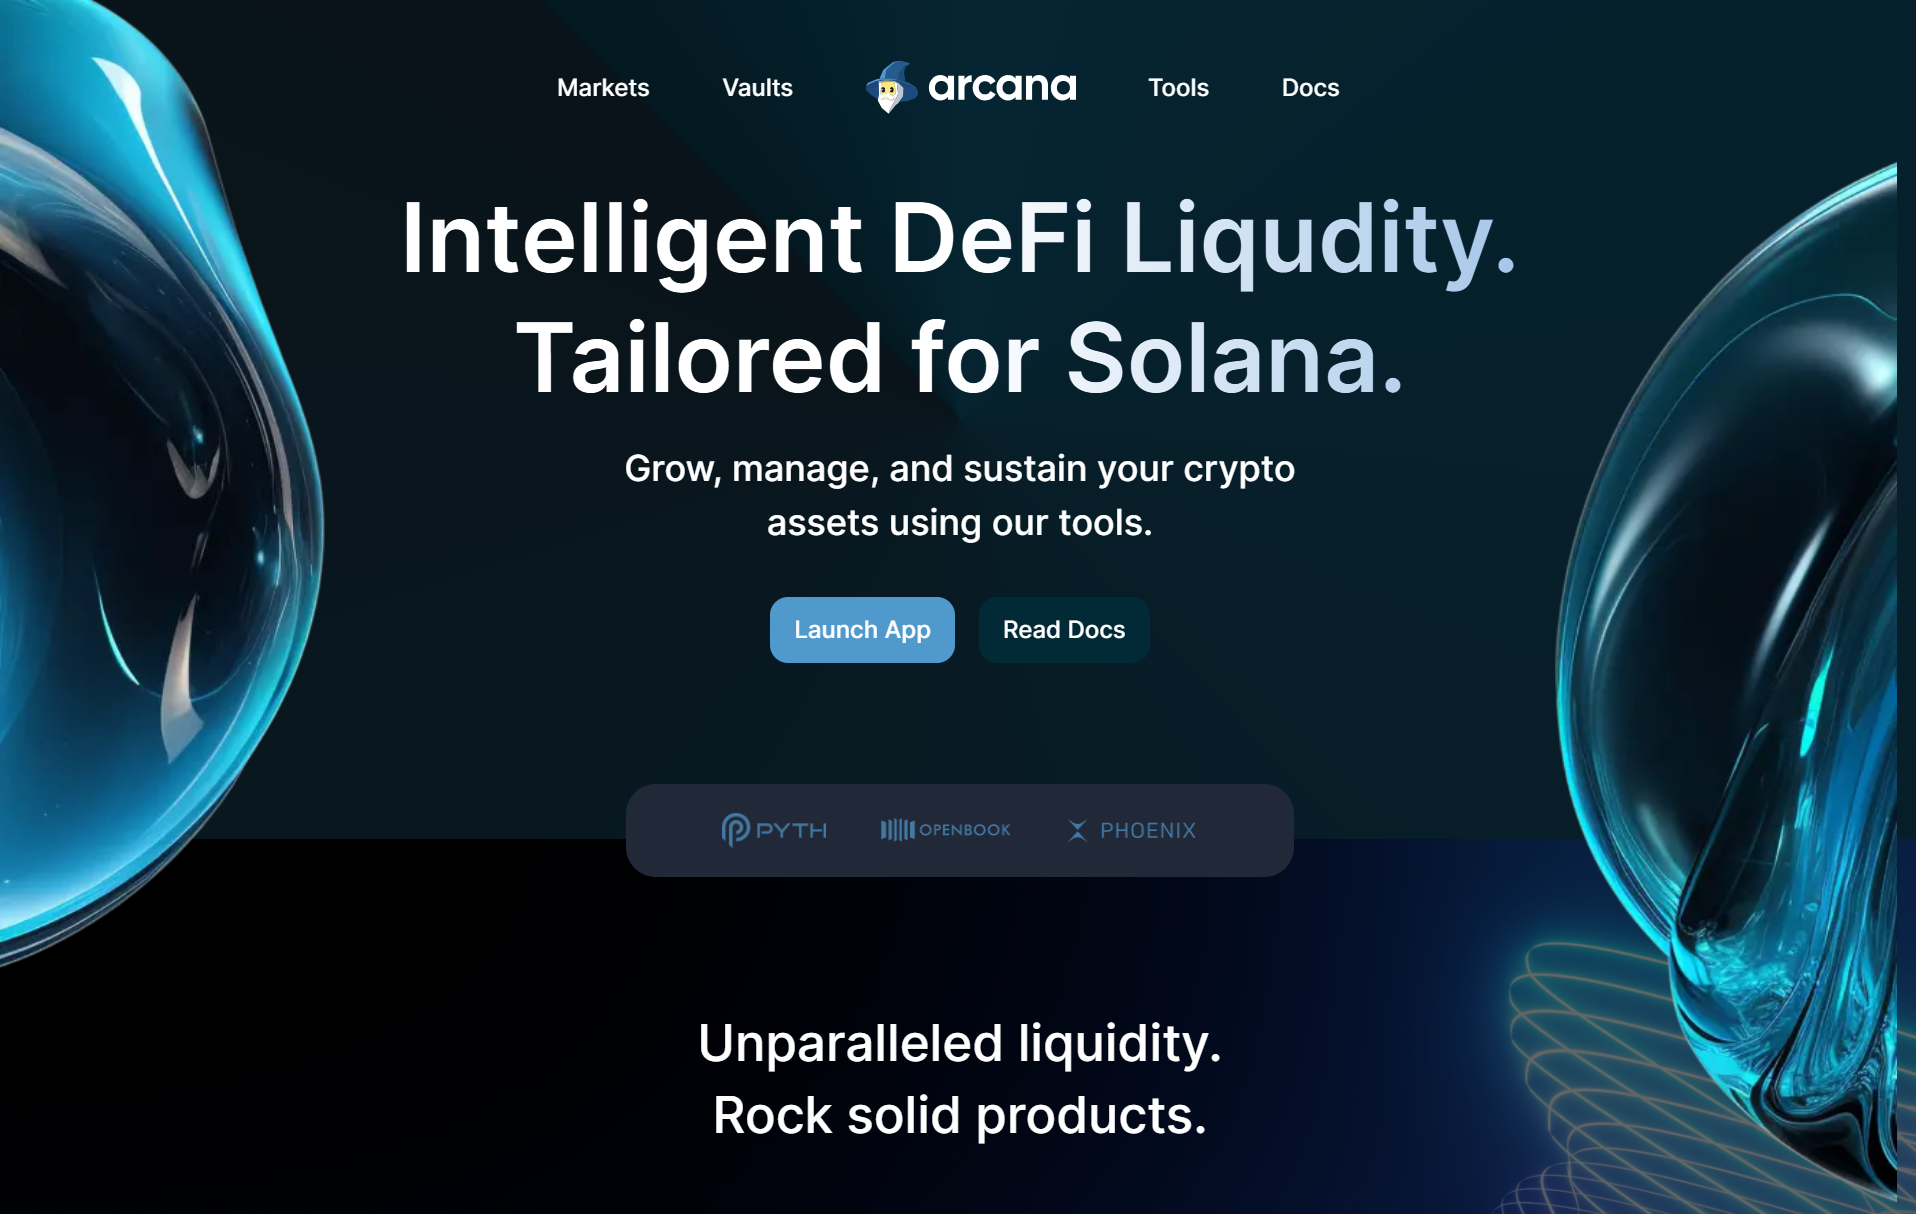 Markets Vaults arcana Tools Docs
Intelligent DeFi Liqudity.
Tailored for Solana.
Grow, manage, and sustain your crypto
assets using our tools.
Launch App Read Docs
PYTH OPENBOOK PHOENIX
Unparalleled liquidity.
Rock solid products.